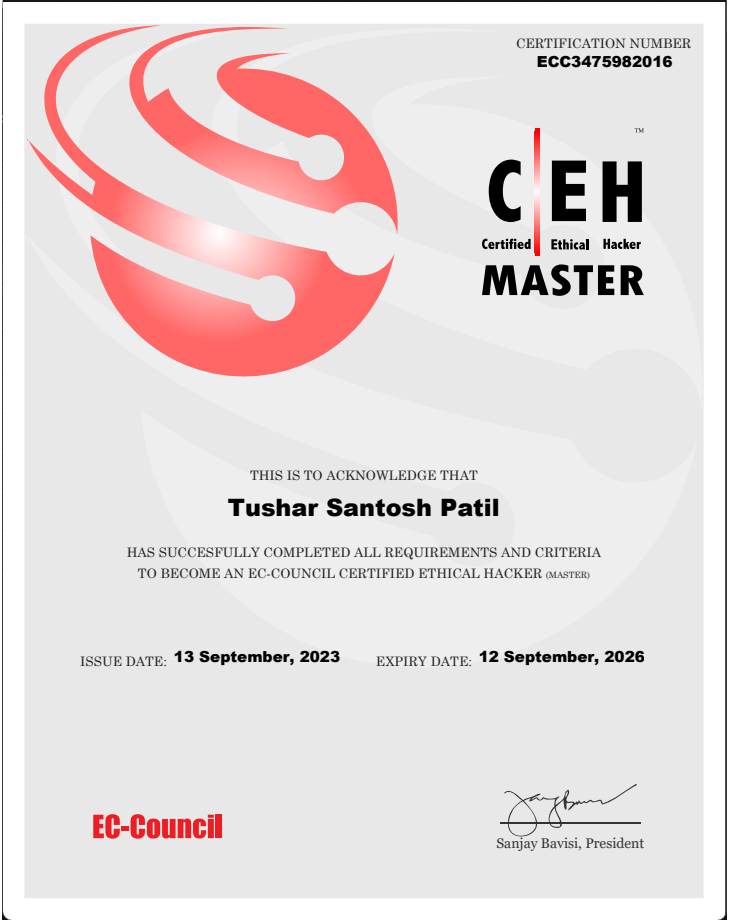 CERTIFICATION NUMBER
ECC3475982016
™
C EH
Certified Ethical Hacker
MASTER
THIS IS TO ACKNOWLEDGE THAT
Tushar Santosh Patil
HAS SUCCESFULLY COMPLETED ALL REQUIREMENTS AND CRITERIA
TO BECOME AN EC-COUNCIL CERTIFIED ETHICAL HACKER (MASTER)
ISSUE DATE: 13 September, 2023 EXPIRY DATE: 12 September, 2026
EC-Council
Sanjay Bavisi, President